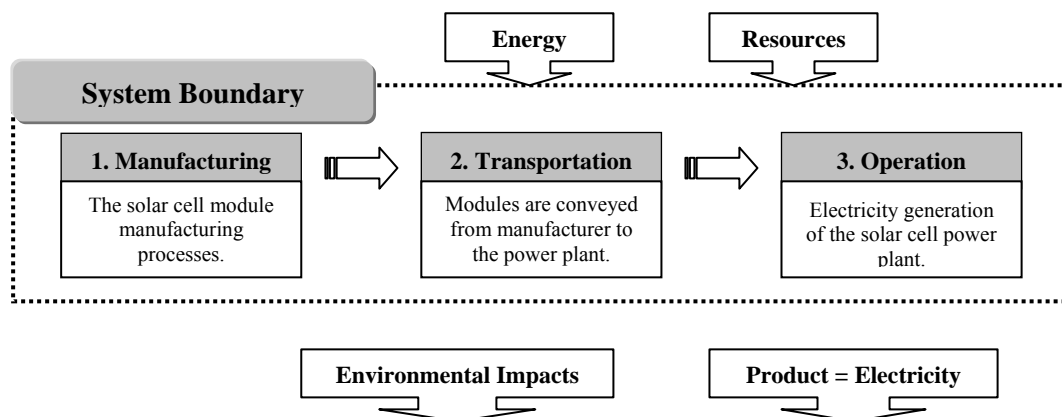 Energy
Resources
System Boundary
1. Manufacturing
The solar cell module
manufacturing
processes.
2. Transportation
Modules are conveyed
from manufacturer to
the power plant.
3. Operation
Electricity generation
of the solar cell power
plant.
Environmental Impacts
Product = Electricity